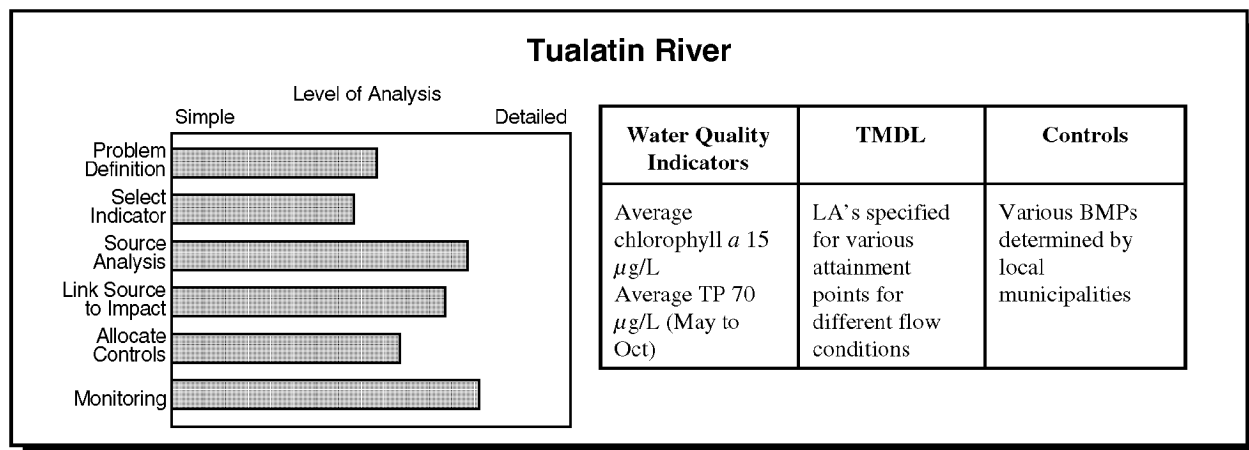 Tualatin River
Level of Analysis
Simple
Detailed
Problem
Definition
Select
Indicator
Source
Analysis
Link Source
to Impact
Allocate
Controls
Monitoring
Water Quality
Indicators
TMDL
Controls
Average
chlorophyll a 15
µg/L
Average TP 70
µg/L (May to
Oct)
LA's specified
for various
attainment
points for
different flow
conditions
Various BMPs
determined by
local
municipalities